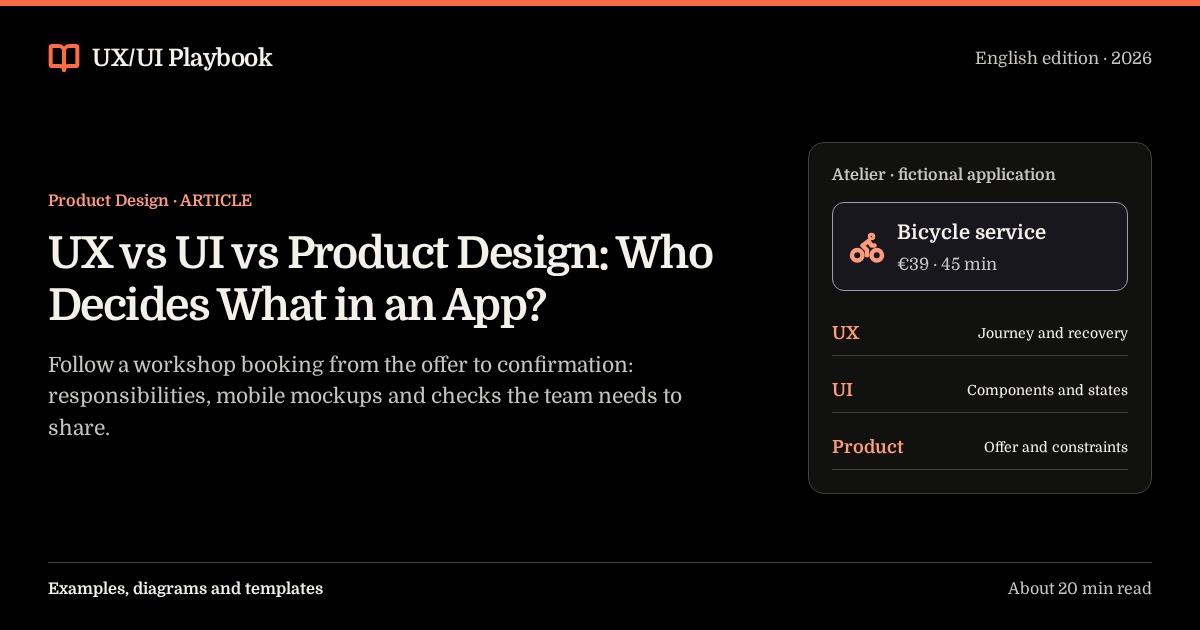 UX/UI Playbook
English edition · 2026
Product Design · ARTICLE
UX vs UI vs Product Design: Who
Decides What in an App?
Follow a workshop booking from the offer to confirmation:
responsibilities, mobile mockups and checks the team needs to
share.
Atelier · fictional application
Bicycle service
€39 · 45 min
UX Journey and recovery
UI Components and states
Product Offer and constraints
Examples, diagrams and templates
About 20 min read